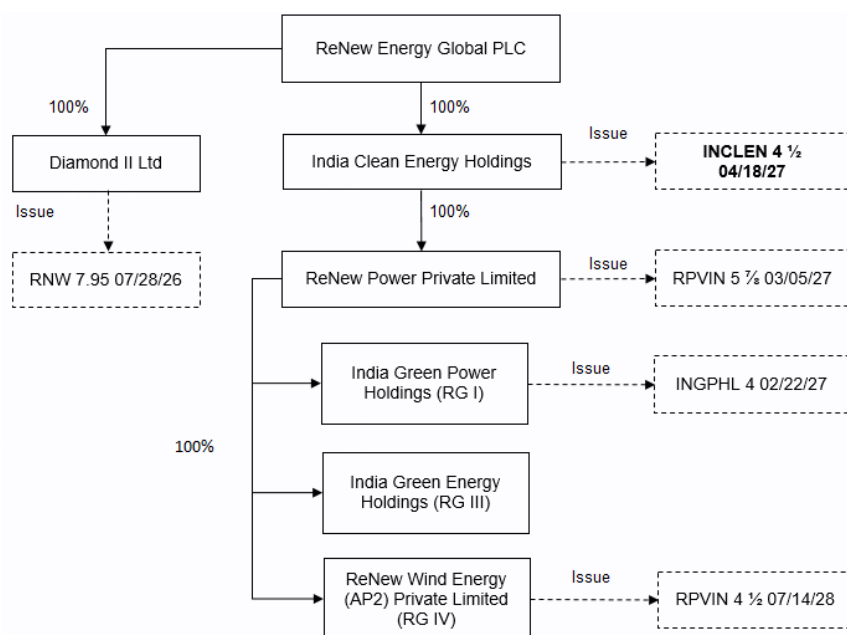 ReNew Energy Global PLC
100%
100%
Diamond II Ltd
India Clean Energy Holdings
Issue
INCLEN 4 ½
04/18/27
Issue
100%
RNW 7.95 07/28/26
ReNew Power Private Limited
Issue
RPVIN 5 ⅞ 03/05/27
India Green Power
Holdings (RG I)
Issue
INGPHL 4 02/22/27
100%
India Green Energy
Holdings (RG III)
ReNew Wind Energy
(AP2) Private Limited
(RG IV)
Issue
RPVIN 4 ½ 07/14/28